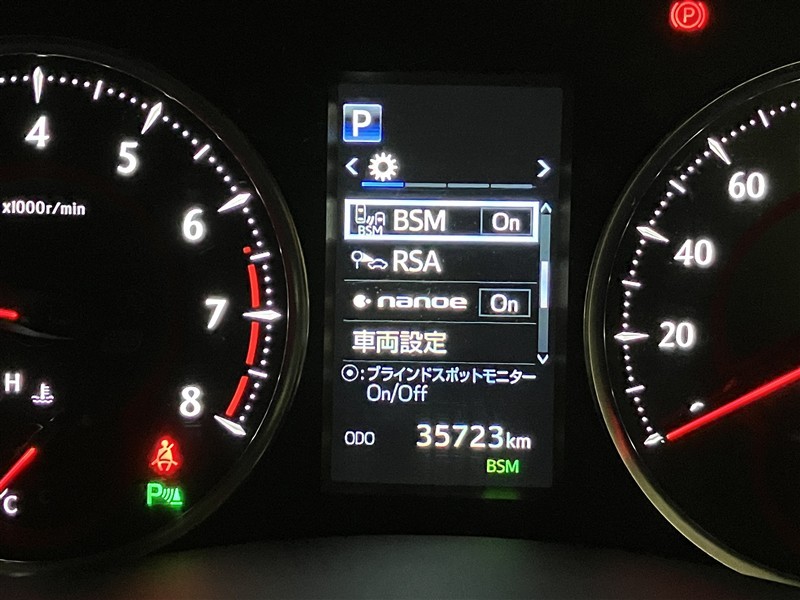 P
4
5
6
7
8
x1000r/min
H
C
P
P
BSM
BSM On
RSA
nanoe On
車両設定
:ブラインドスポットモニター
On/Off
ODO 35723km
BSM
60
40
20